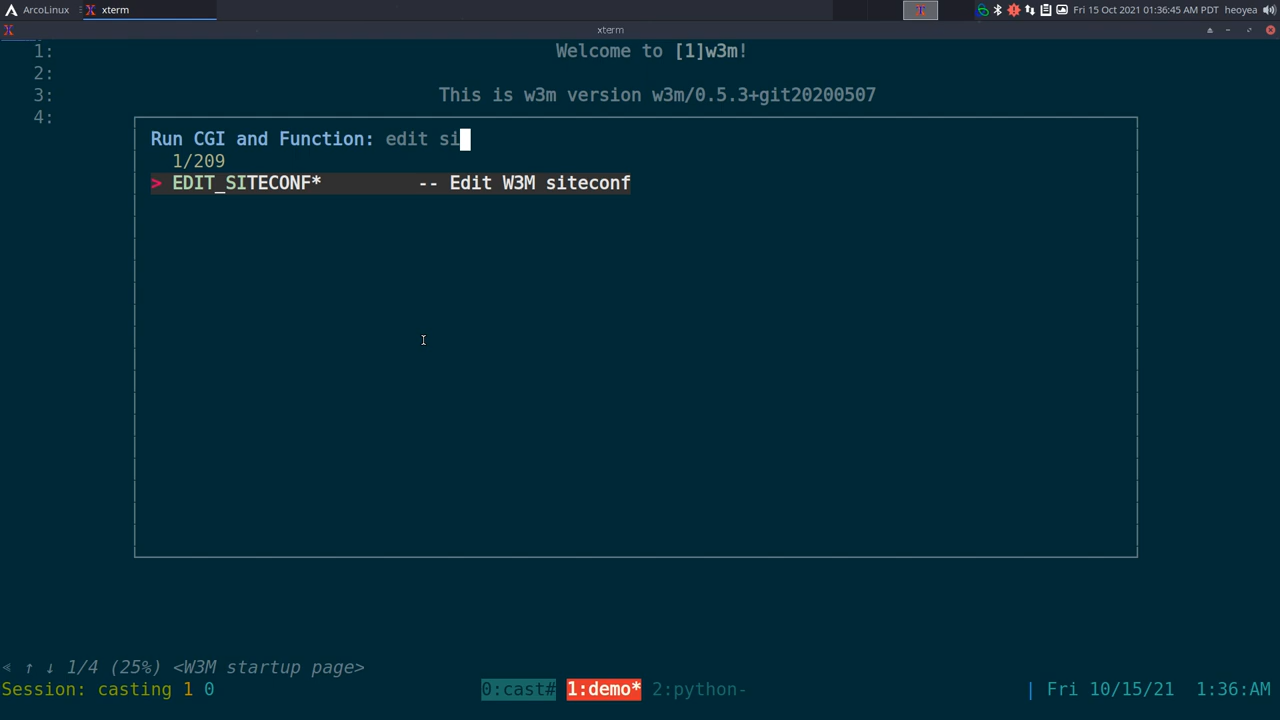 ArcoLinux xterm Fri 15 Oct 2021 01:36:45 AM PDT heoyea
xterm
1: Welcome to [1]w3m!
2:
3: This is w3m version w3m/0.5.3+git20200507
4:
Run CGI and Function: edit si
1/209
> EDIT_SITECONF* -- Edit W3M siteconf
↑ ↓ 1/4 (25%) <W3M startup page>
Session: casting 1 0 0:cast# 1:demo* 2:python- | Fri 10/15/21 1:36:AM